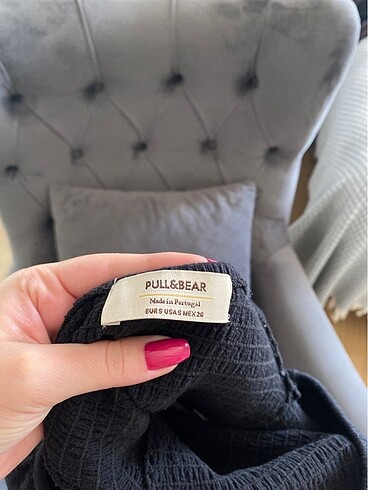 PULL&BEAR
Made in Portugal
EUR S USA S MEX 26